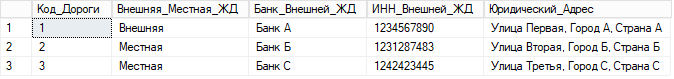 Код_Дороги Внешняя_Местная_ЖД Банк_Внешней_ЖД ИНН_Внешней_ЖД Юридический_Адрес
1 1 Внешняя Банк А 1234567890 Улица Первая, Город А, Страна А
2 2 Местная Банк Б 1231287483 Улица Вторая, Город Б, Страна Б
3 3 Местная Банк С 1242423445 Улица Третья, Город С, Страна С